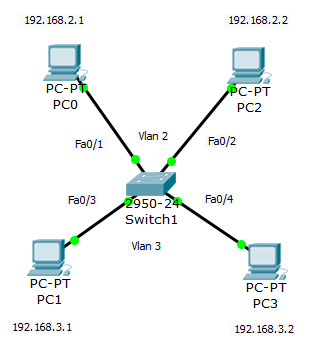 192.168.2.1
192.168.2.2
PC-PT
PC0
PC-PT
PC2
Vlan 2
Fa0/1
Fa0/2
2950-24
Switch1
Fa0/3
Fa0/4
Vlan 3
PC-PT
PC1
PC-PT
PC3
192.168.3.1
192.168.3.2